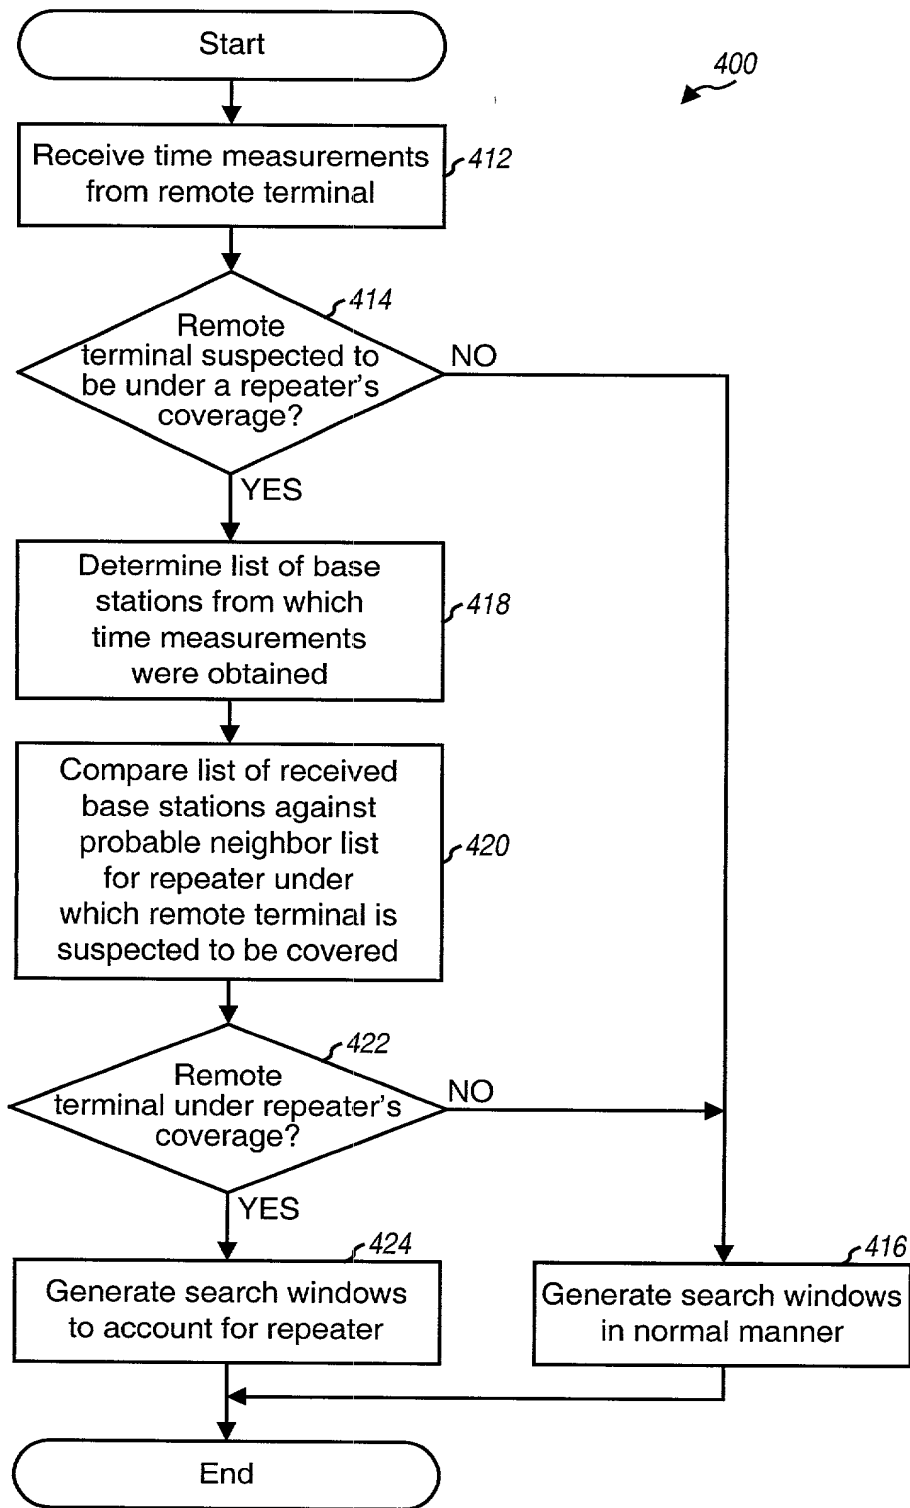 Start
400
Receive time measurements
from remote terminal
412
414
Remote
terminal suspected to
be under a repeater's
coverage?
NO
YES
Determine list of base
stations from which
time measurements
were obtained
418
Compare list of received
base stations against
probable neighbor list
for repeater under
which remote terminal is
suspected to be covered
420
422
Remote
terminal under repeater's
coverage?
NO
YES
424
Generate search windows
to account for repeater
416
Generate search windows
in normal manner
End